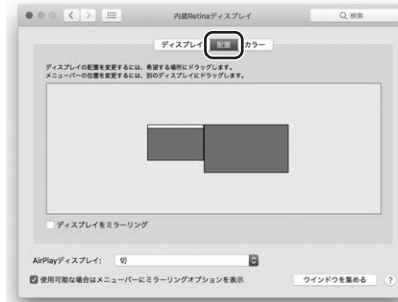 内蔵Retinaディスプレイ
検索
ディスプレイ 配置 カラー
ディスプレイの配置を変更するには、希望する場所にドラッグします。
メニューバーの位置を変更するには、別のディスプレイにドラッグします。
ディスプレイをミラーリング
AirPlayディスプレイ: 切
使用可能な場合はメニューバーにミラーリングオプションを表示
ウインドウを集める ?